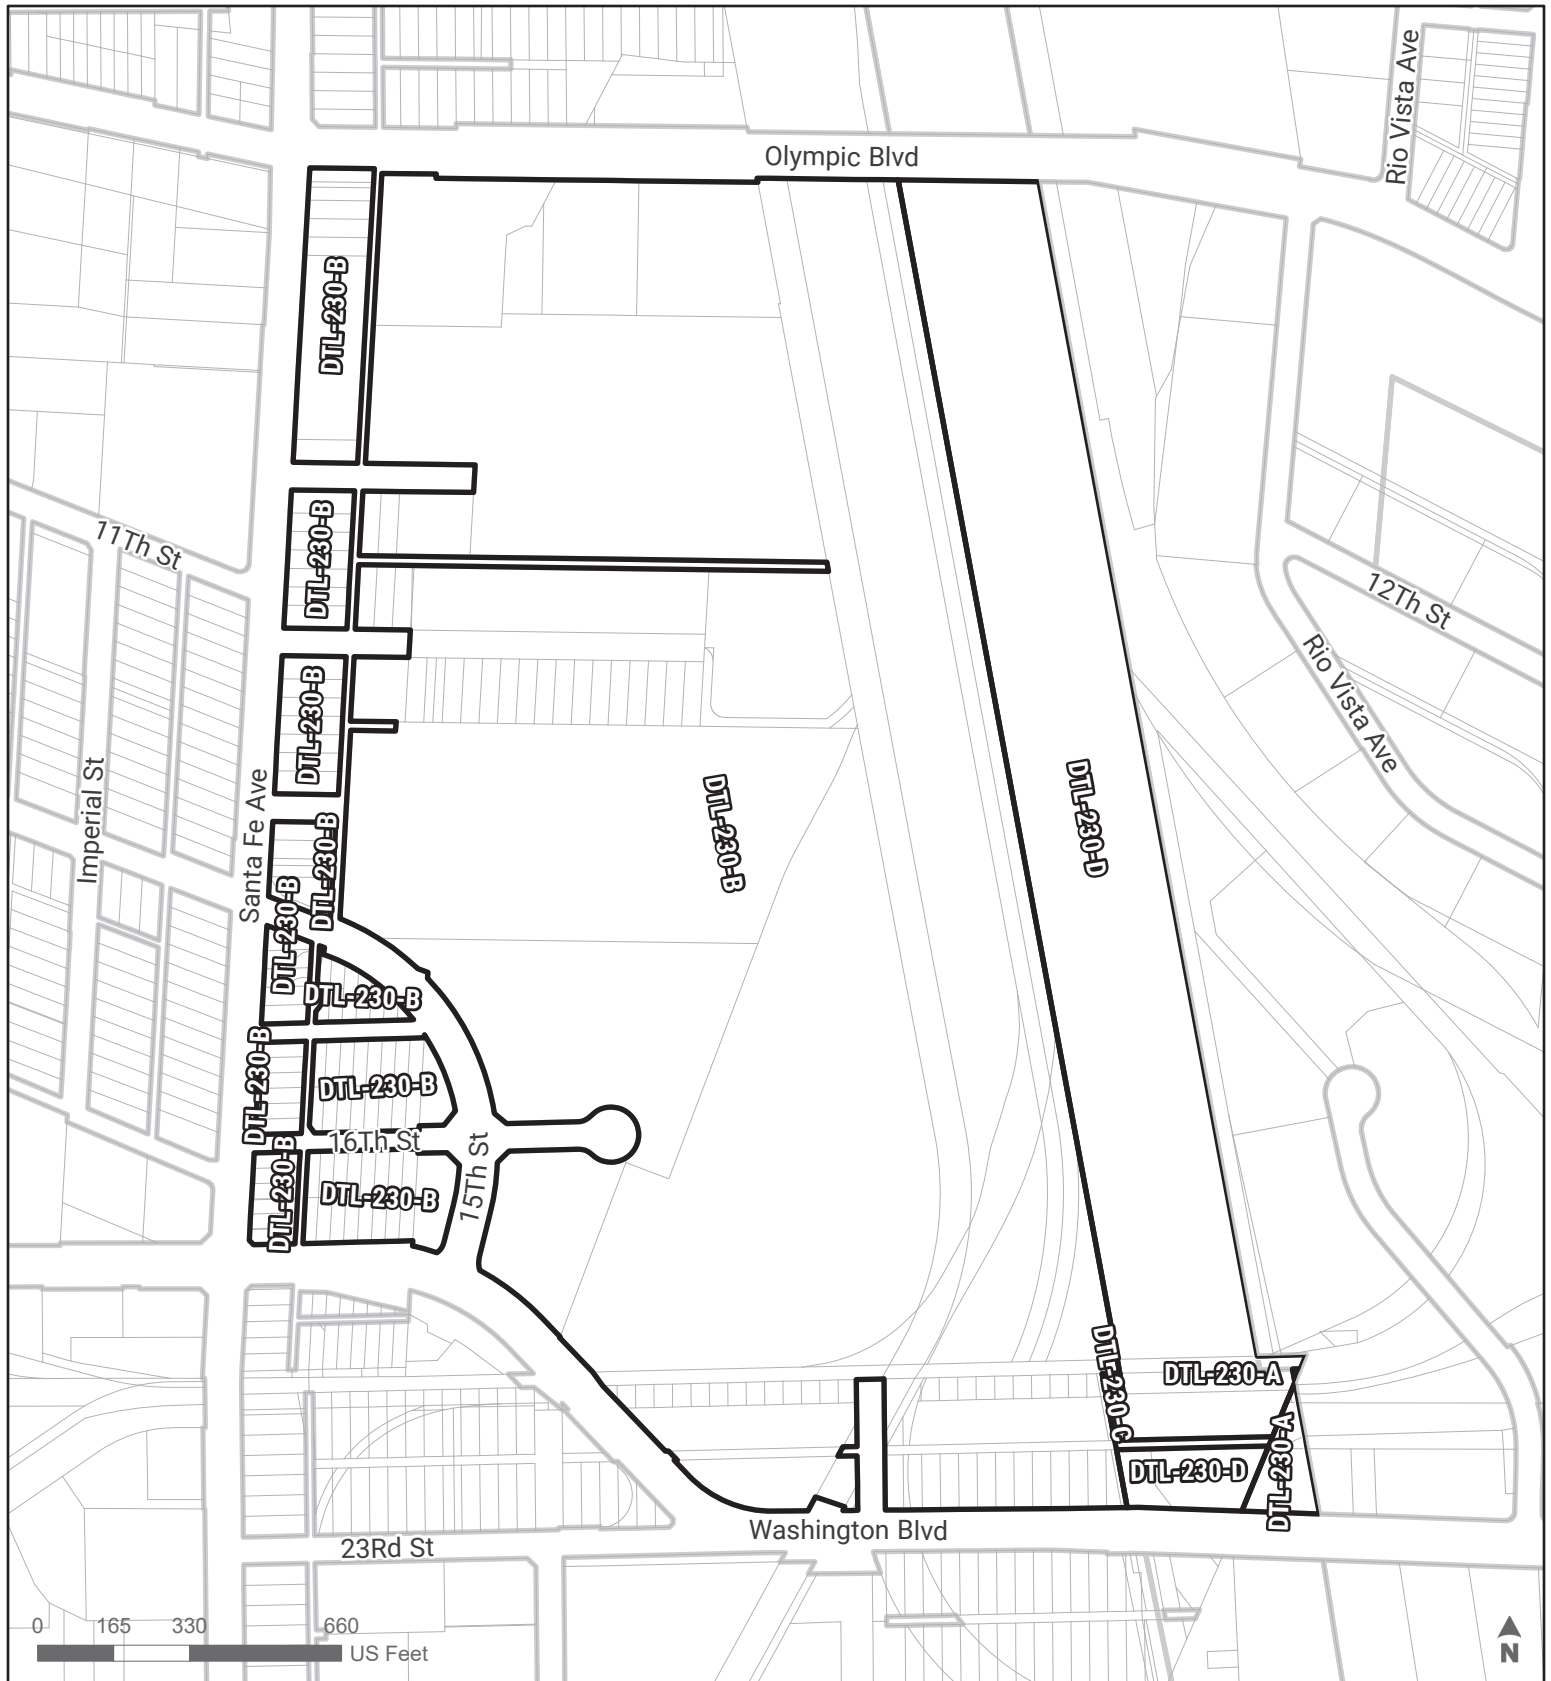 Rio Vista Ave
Olympic Blvd
DTL-230-B
11Th St
DTL-230-B
12Th St
Rio Vista Ave
DTL-230-B
Imperial St
Santa Fe Ave
DTL-230-B
DTL-230-D
DTL-230-B
DTL-230-B
DTL-230-B
DTL-230-B
DTL-230-B
16Th St
15Th St
DTL-230-B
DTL-230-B
DTL-230-B
DTL-230-C
DTL-230-A
DTL-230-A
DTL-230-D
Washington Blvd
23Rd St
0 165 330 660
US Feet
N